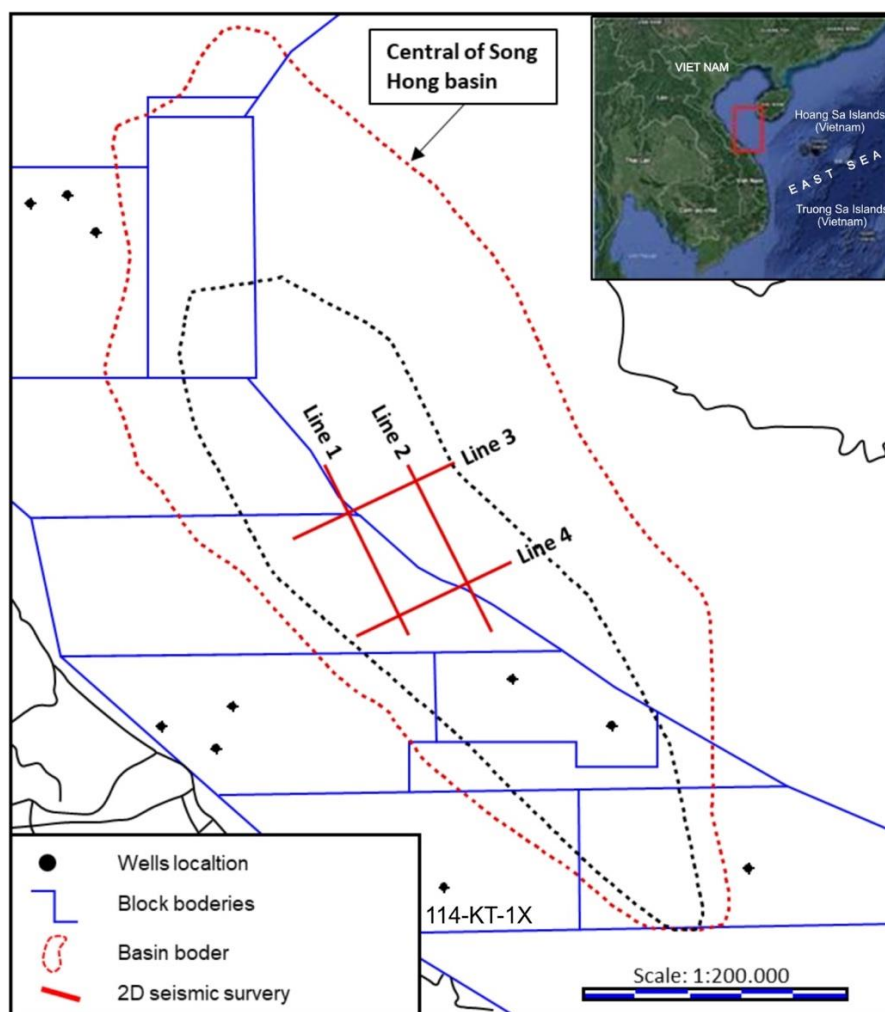 Central of Song
Hong basin
VIET NAM
Hoang Sa Islands
(Vietnam)
EAST SEA
Truong Sa Islands
(Vietnam)
Line 1
Line 2
Line 3
Line 4
114-KT-1X
Wells localtion
Block boderies
Basin boder
2D seismic survery
Scale: 1:200.000